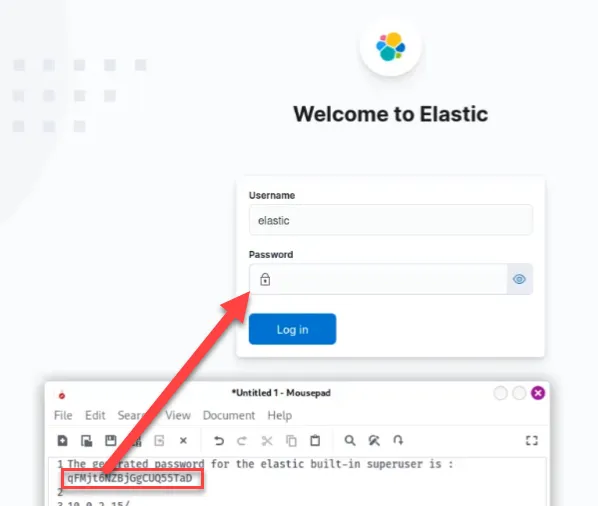 Welcome to Elastic
Username
elastic
Password
Log in
*Untitled 1 - Mousepad
File Edit Search View Document Help
1 The generated password for the elastic built-in superuser is :
qFMjt6NZBjGgCUQ55TaD
2
3 10.0.2.15/